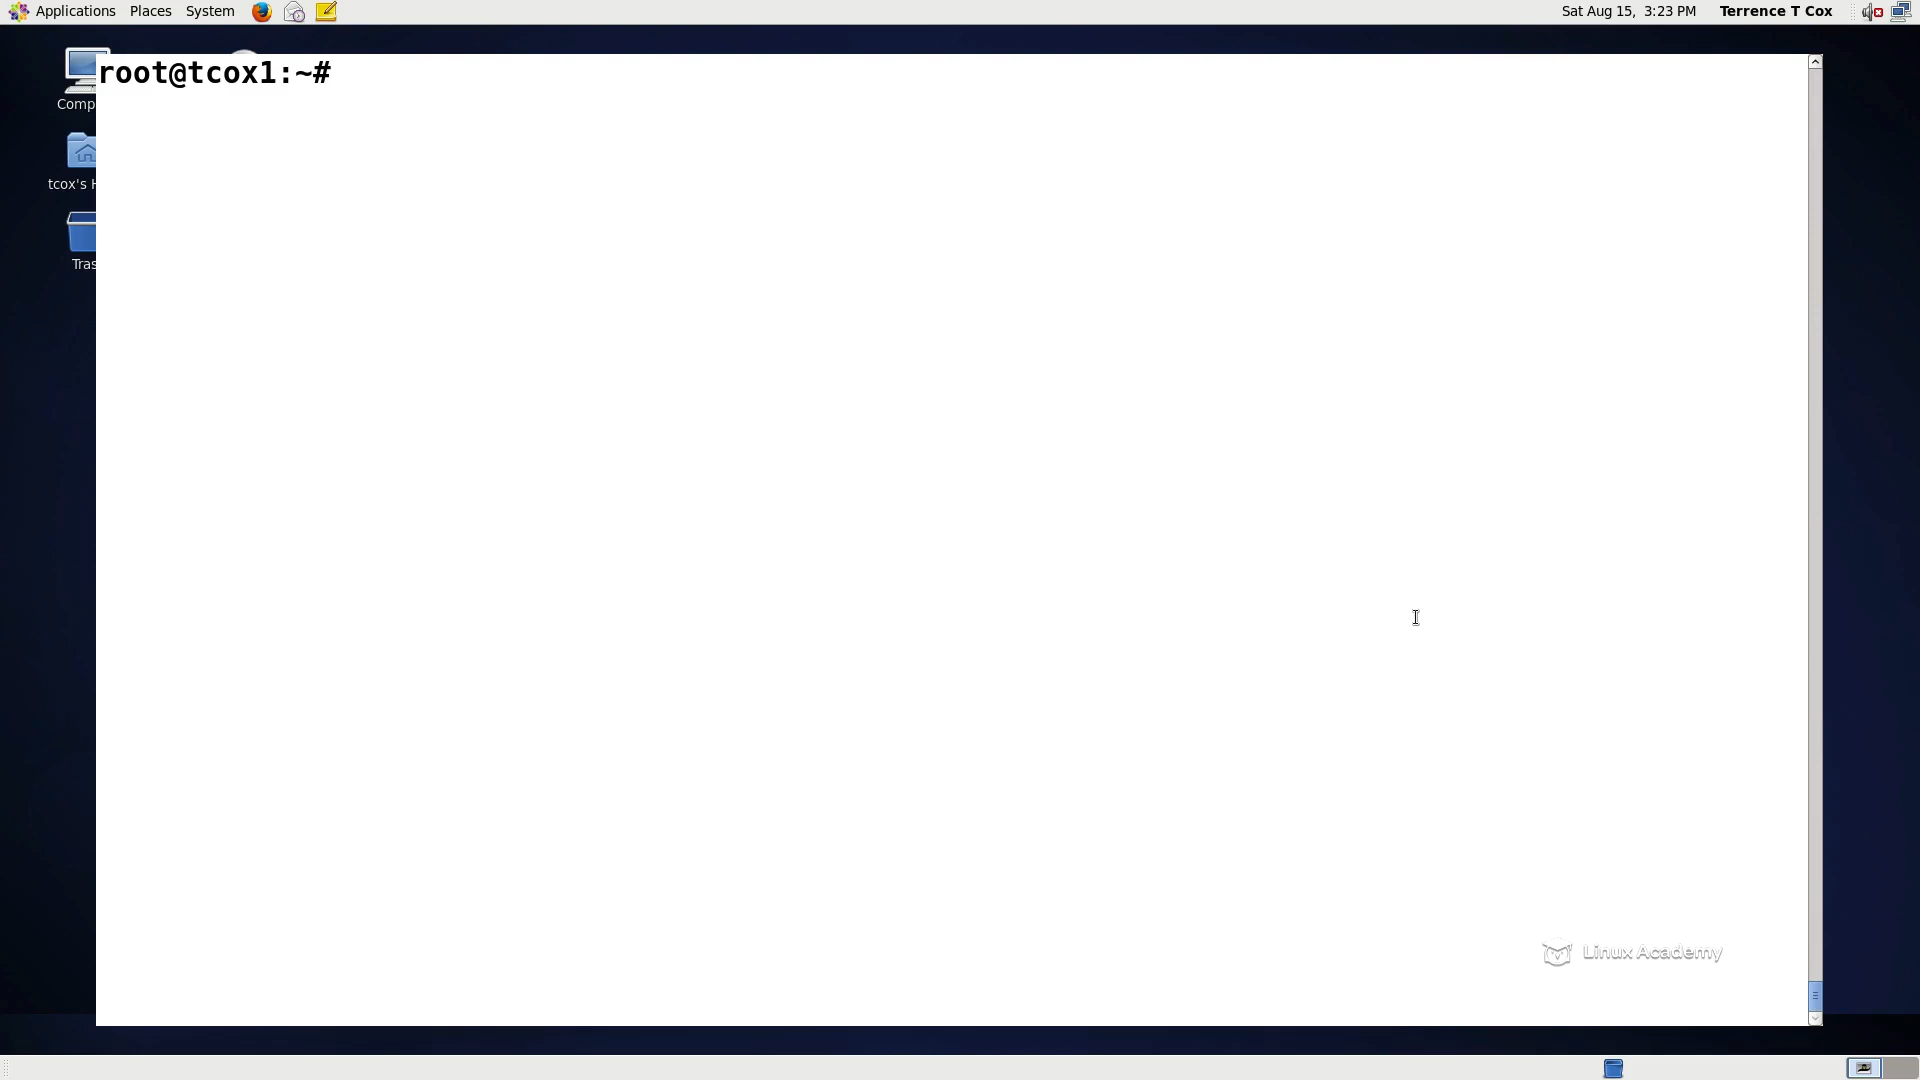 Applications Places System Sat Aug 15, 3:23 PM Terrence T Cox
root@tcox1:~#
Comp
tcox's H
Tras
Linux Academy